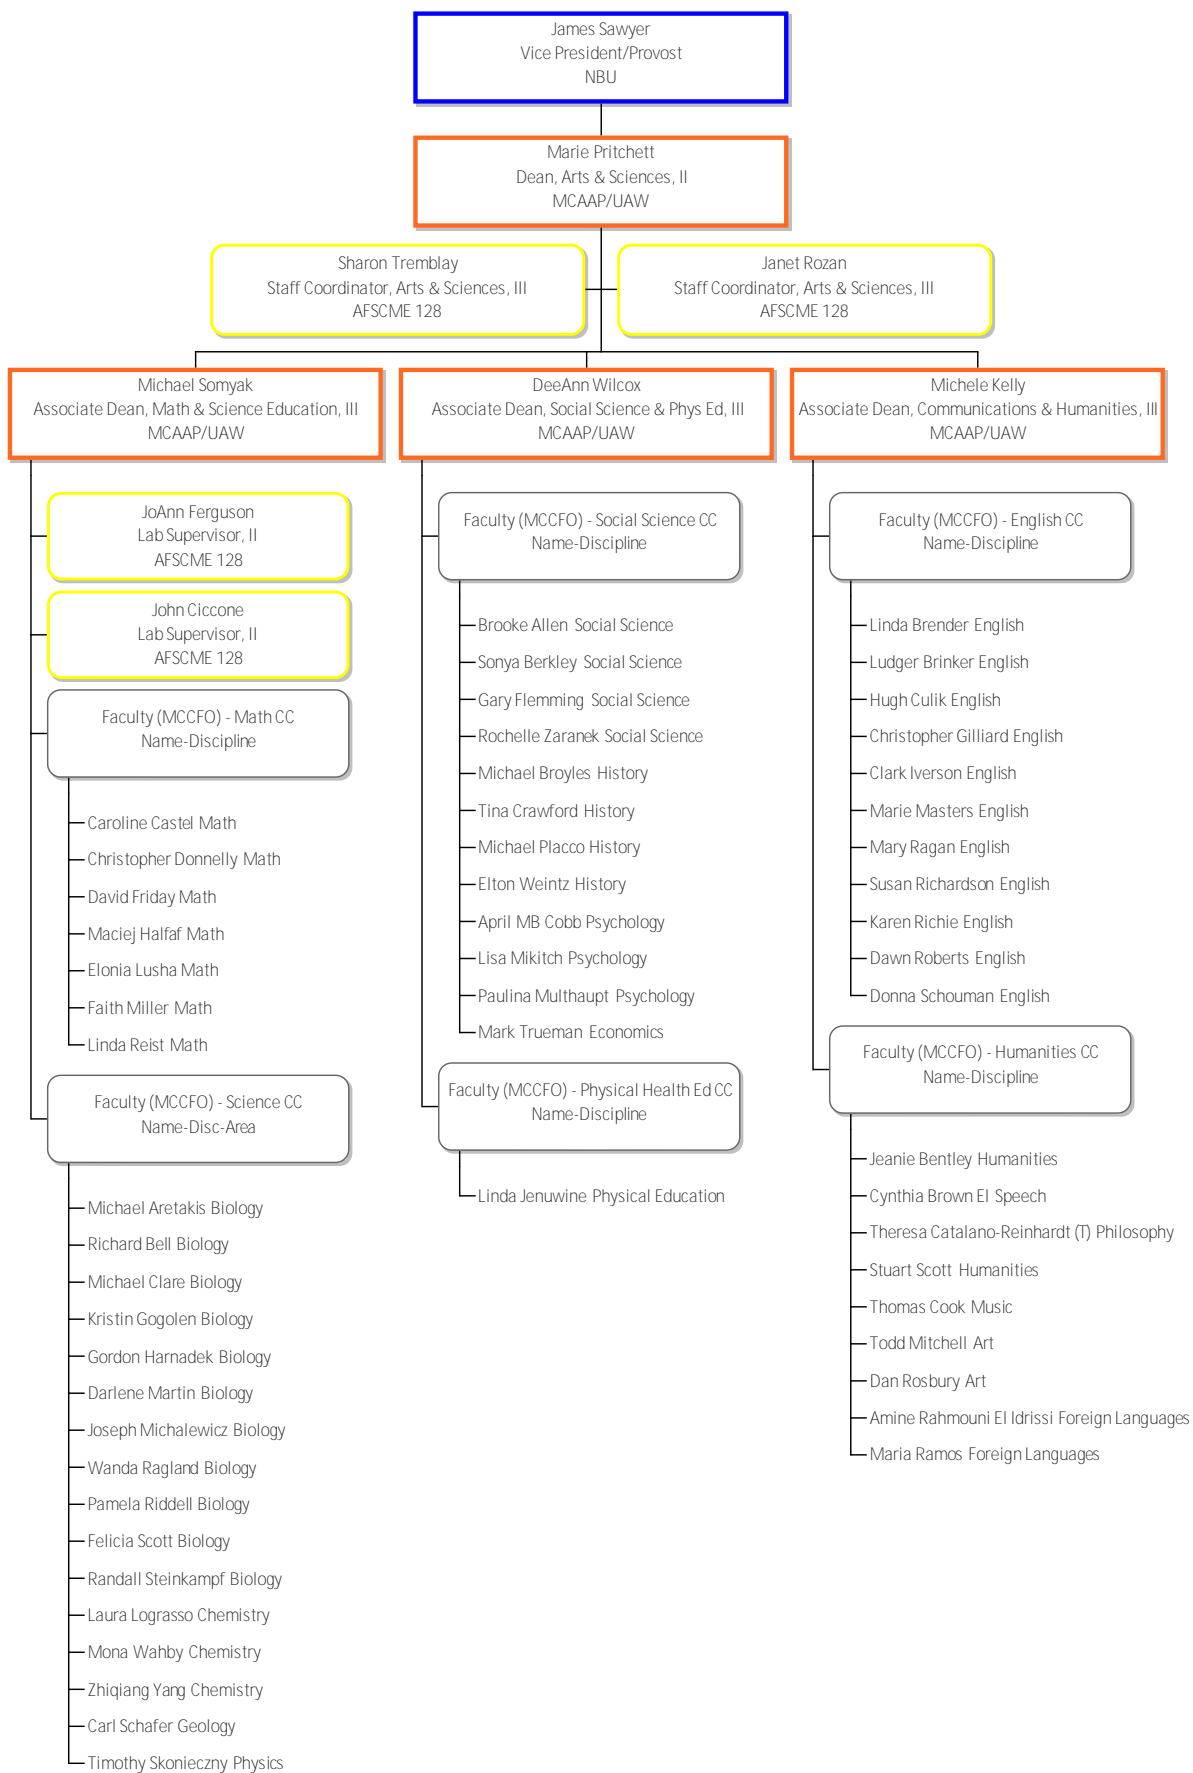 James Sawyer
Vice President/Provost
NBU
Marie Pritchett
Dean, Arts & Sciences, II
MCAAP/UAW
Sharon Tremblay
Staff Coordinator, Arts & Sciences, III
AFSCME 128
Janet Rozan
Staff Coordinator, Arts & Sciences, III
AFSCME 128
Michael Somyak
Associate Dean, Math & Science Education, III
MCAAP/UAW
JoAnn Ferguson
Lab Supervisor, II
AFSCME 128
John Ciccone
Lab Supervisor, II
AFSCME 128
Faculty (MCCFO) - Math CC
Name-Discipline
Caroline Castel Math
Christopher Donnelly Math
David Friday Math
Maciej Halfaf Math
Elonia Lusha Math
Faith Miller Math
Linda Reist Math
Faculty (MCCFO) - Science CC
Name-Disc-Area
Michael Aretakis Biology
Richard Bell Biology
Michael Clare Biology
Kristin Gogolen Biology
Gordon Harnadek Biology
Darlene Martin Biology
Joseph Michalewicz Biology
Wanda Ragland Biology
Pamela Riddell Biology
Felicia Scott Biology
Randall Steinkampf Biology
Laura Lograsso Chemistry
Mona Wahby Chemistry
Zhiqiang Yang Chemistry
Carl Schafer Geology
Timothy Skonieczny Physics
DeeAnn Wilcox
Associate Dean, Social Science & Phys Ed, III
MCAAP/UAW
Faculty (MCCFO) - Social Science CC
Name-Discipline
Brooke Allen Social Science
Sonya Berkley Social Science
Gary Flemming Social Science
Rochelle Zaranek Social Science
Michael Broyles History
Tina Crawford History
Michael Placco History
Elton Weintz History
April MB Cobb Psychology
Lisa Mikitch Psychology
Paulina Multhaupt Psychology
Mark Trueman Economics
Faculty (MCCFO) - Physical Health Ed CC
Name-Discipline
Linda Jenuwine Physical Education
Michele Kelly
Associate Dean, Communications & Humanities, III
MCAAP/UAW
Faculty (MCCFO) - English CC
Name-Discipline
Linda Brender English
Ludger Brinker English
Hugh Culik English
Christopher Gilliard English
Clark Iverson English
Marie Masters English
Mary Ragan English
Susan Richardson English
Karen Richie English
Dawn Roberts English
Donna Schouman English
Faculty (MCCFO) - Humanities CC
Name-Discipline
Jeanie Bentley Humanities
Cynthia Brown El Speech
Theresa Catalano-Reinhardt (T) Philosophy
Stuart Scott Humanities
Thomas Cook Music
Todd Mitchell Art
Dan Rosbury Art
Amine Rahmouni El Idrissi Foreign Languages
Maria Ramos Foreign Languages